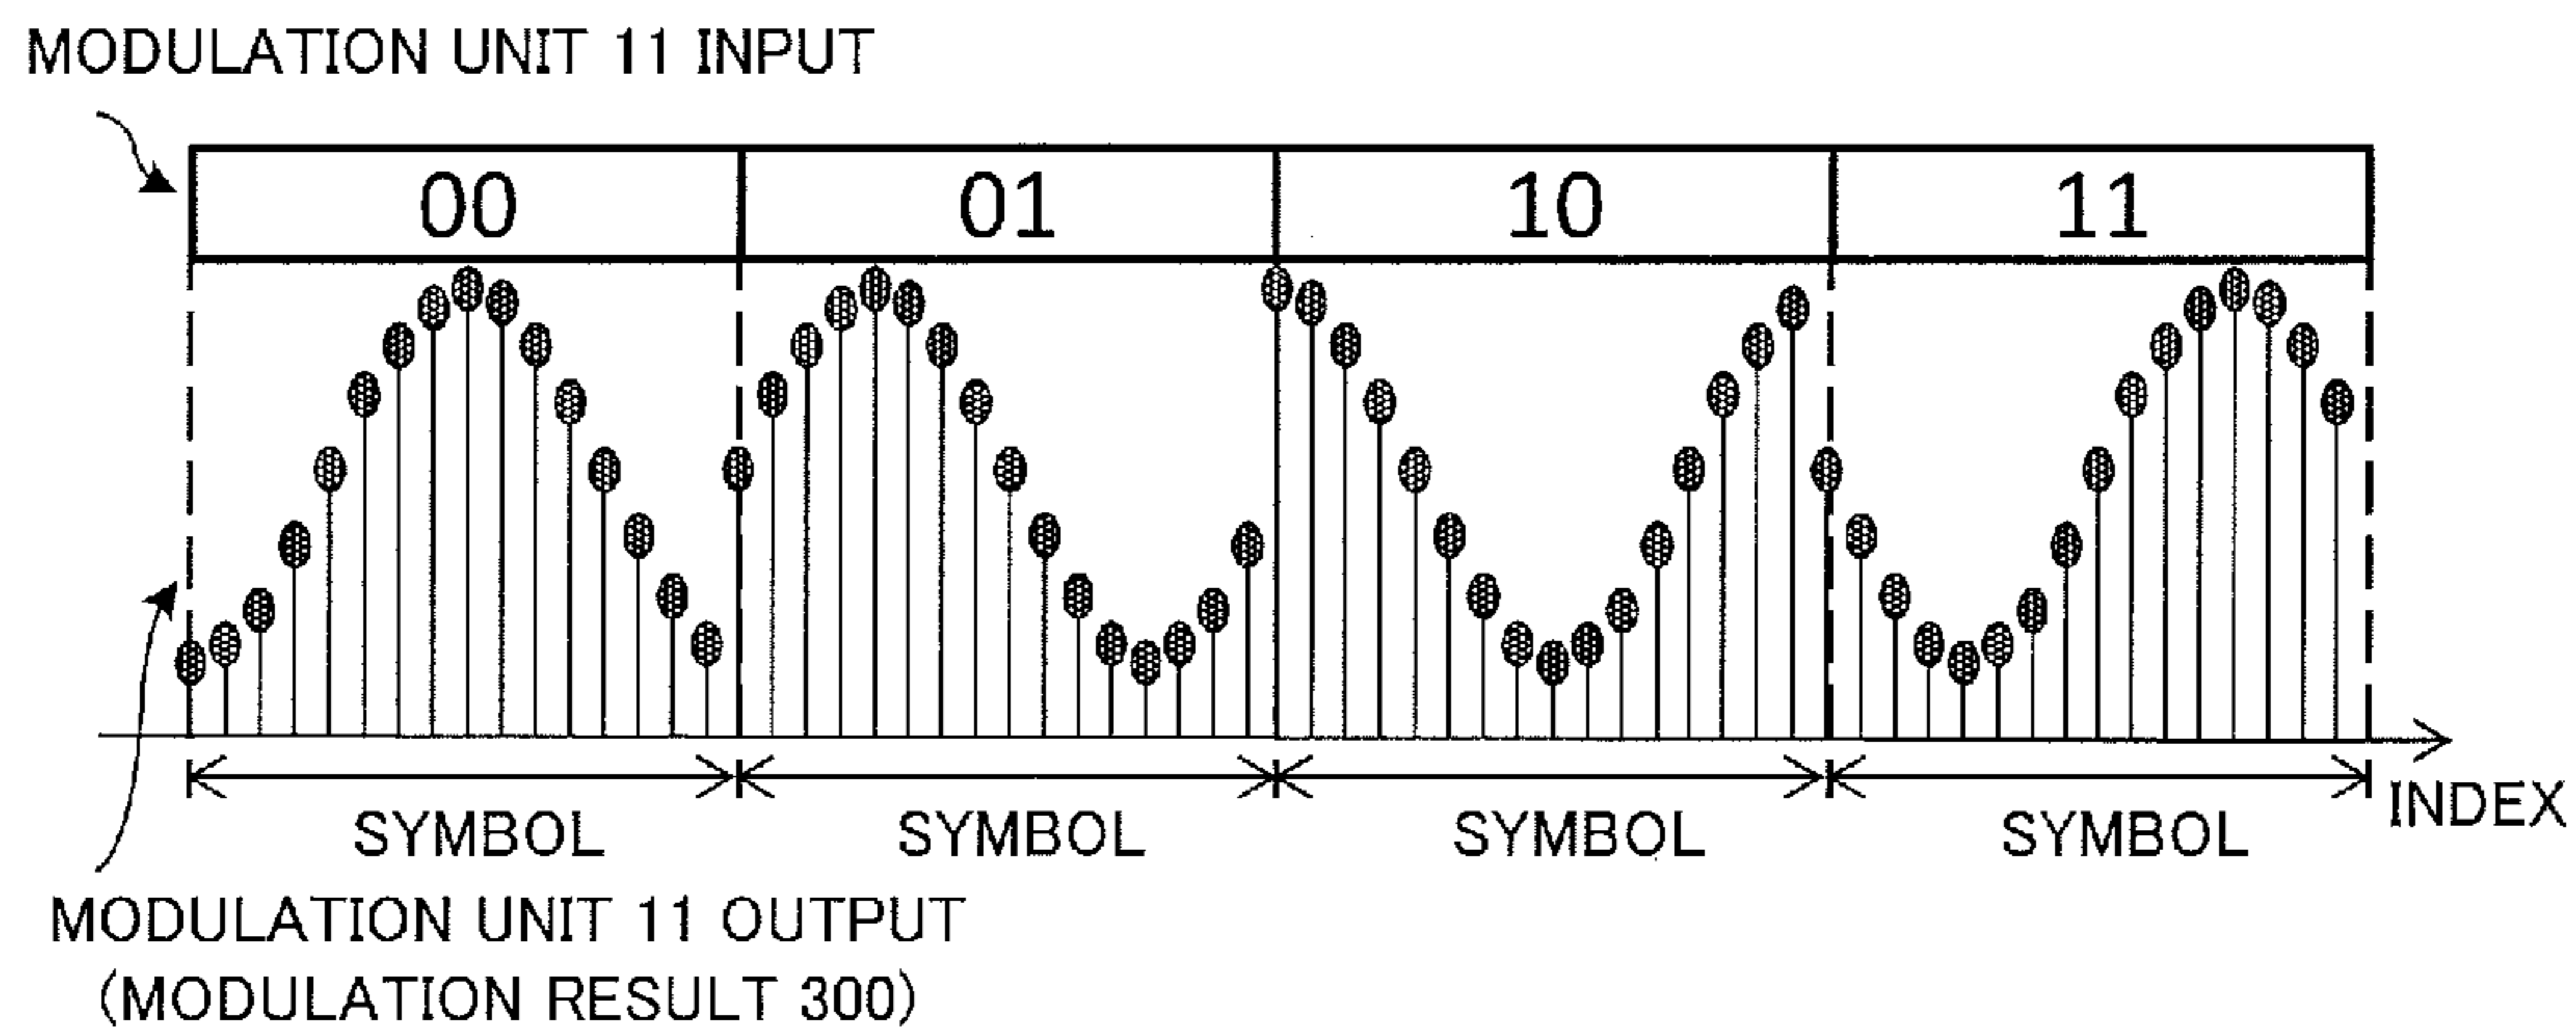 MODULATION UNIT 11 INPUT
00 01 10 11
INDEX
SYMBOL SYMBOL SYMBOL SYMBOL
MODULATION UNIT 11 OUTPUT
(MODULATION RESULT 300)